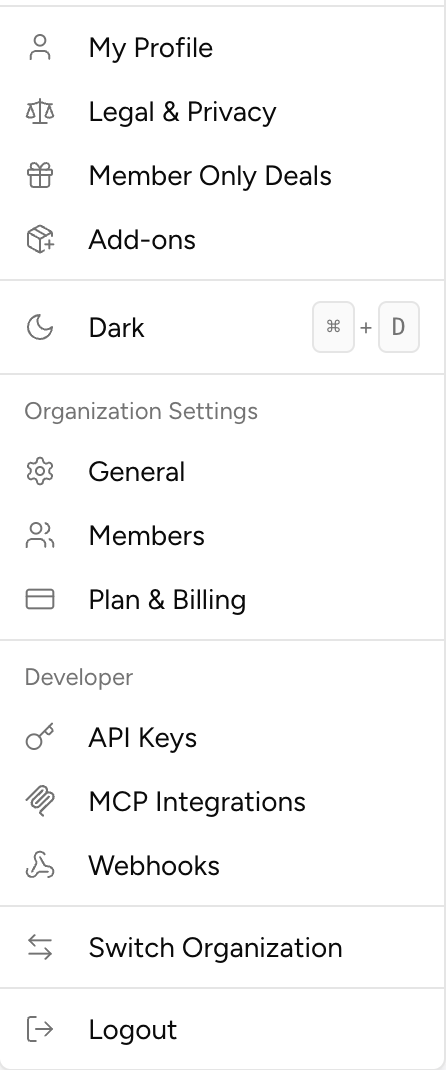 My Profile
Legal & Privacy
Member Only Deals
Add-ons
Dark ⌘ + D
Organization Settings
General
Members
Plan & Billing
Developer
API Keys
MCP Integrations
Webhooks
Switch Organization
Logout